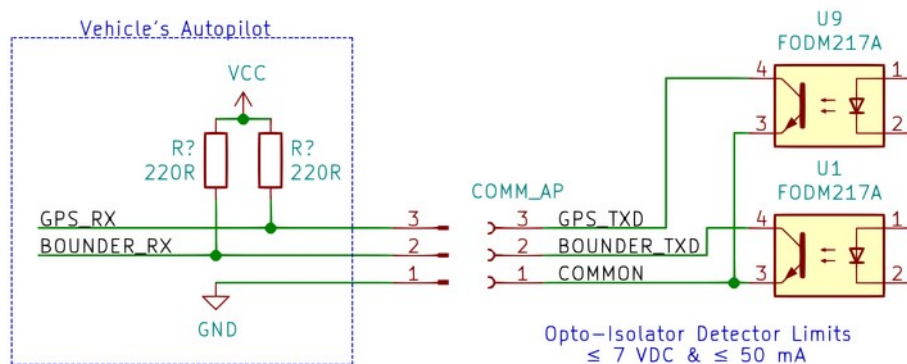 Vehicle's Autopilot
VCC
R?
220R
R?
220R
GPS_RX
BOUNDER_RX
3
2
1
GND
COMM_AP
3
2
1
GPS_TXD
BOUNDER_TXD
COMMON
U9
FODM217A
4
3
1
2
U1
FODM217A
4
3
1
2
Opto-Isolator Detector Limits
≤ 7 VDC & ≤ 50 mA